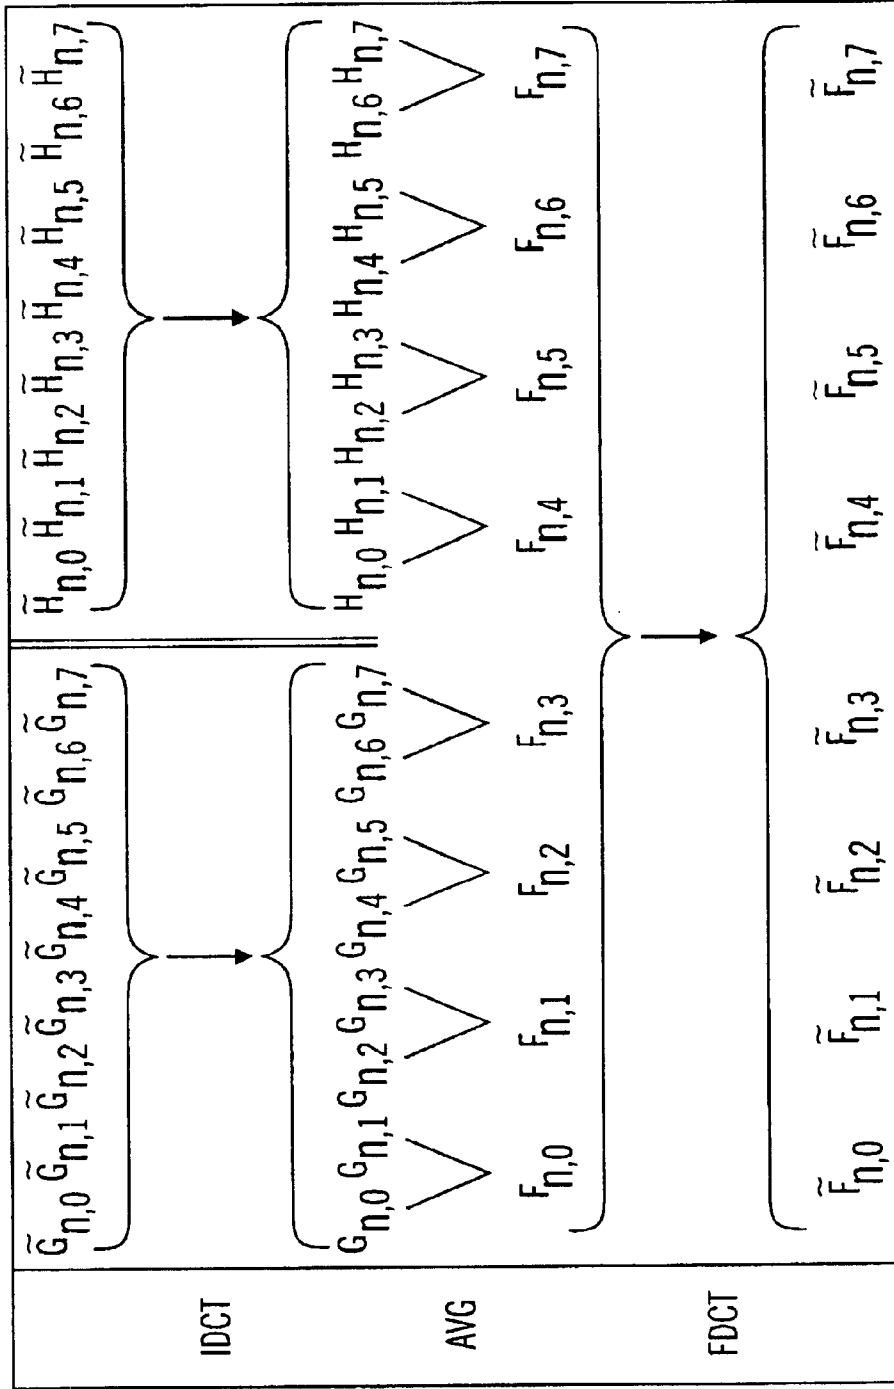 G̃n,0 G̃n,1 G̃n,2 G̃n,3 G̃n,4 G̃n,5 G̃n,6 G̃n,7 H̃n,0 H̃n,1 H̃n,2 H̃n,3 H̃n,4 H̃n,5 H̃n,6 H̃n,7
IDCT
Gn,0 Gn,1 Gn,2 Gn,3 Gn,4 Gn,5 Gn,6 Gn,7 Hn,0 Hn,1 Hn,2 Hn,3 Hn,4 Hn,5 Hn,6 Hn,7
AVG
Fn,0 Fn,1 Fn,2 Fn,3 Fn,4 Fn,5 Fn,6 Fn,7
FDCT
F̃n,0 F̃n,1 F̃n,2 F̃n,3 F̃n,4 F̃n,5 F̃n,6 F̃n,7